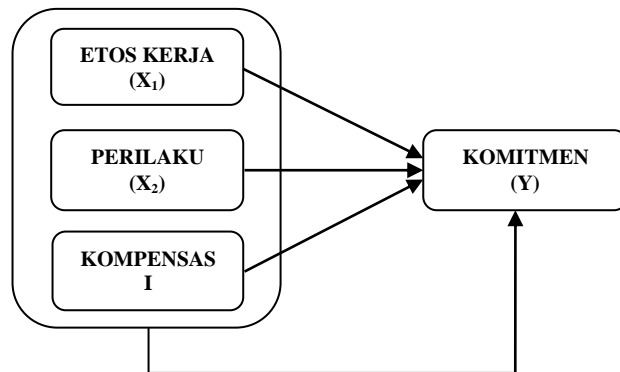 ETOS KERJA
(X₁)
PERILAKU
(X₂)
KOMPENSAS
I
KOMITMEN
(Y)